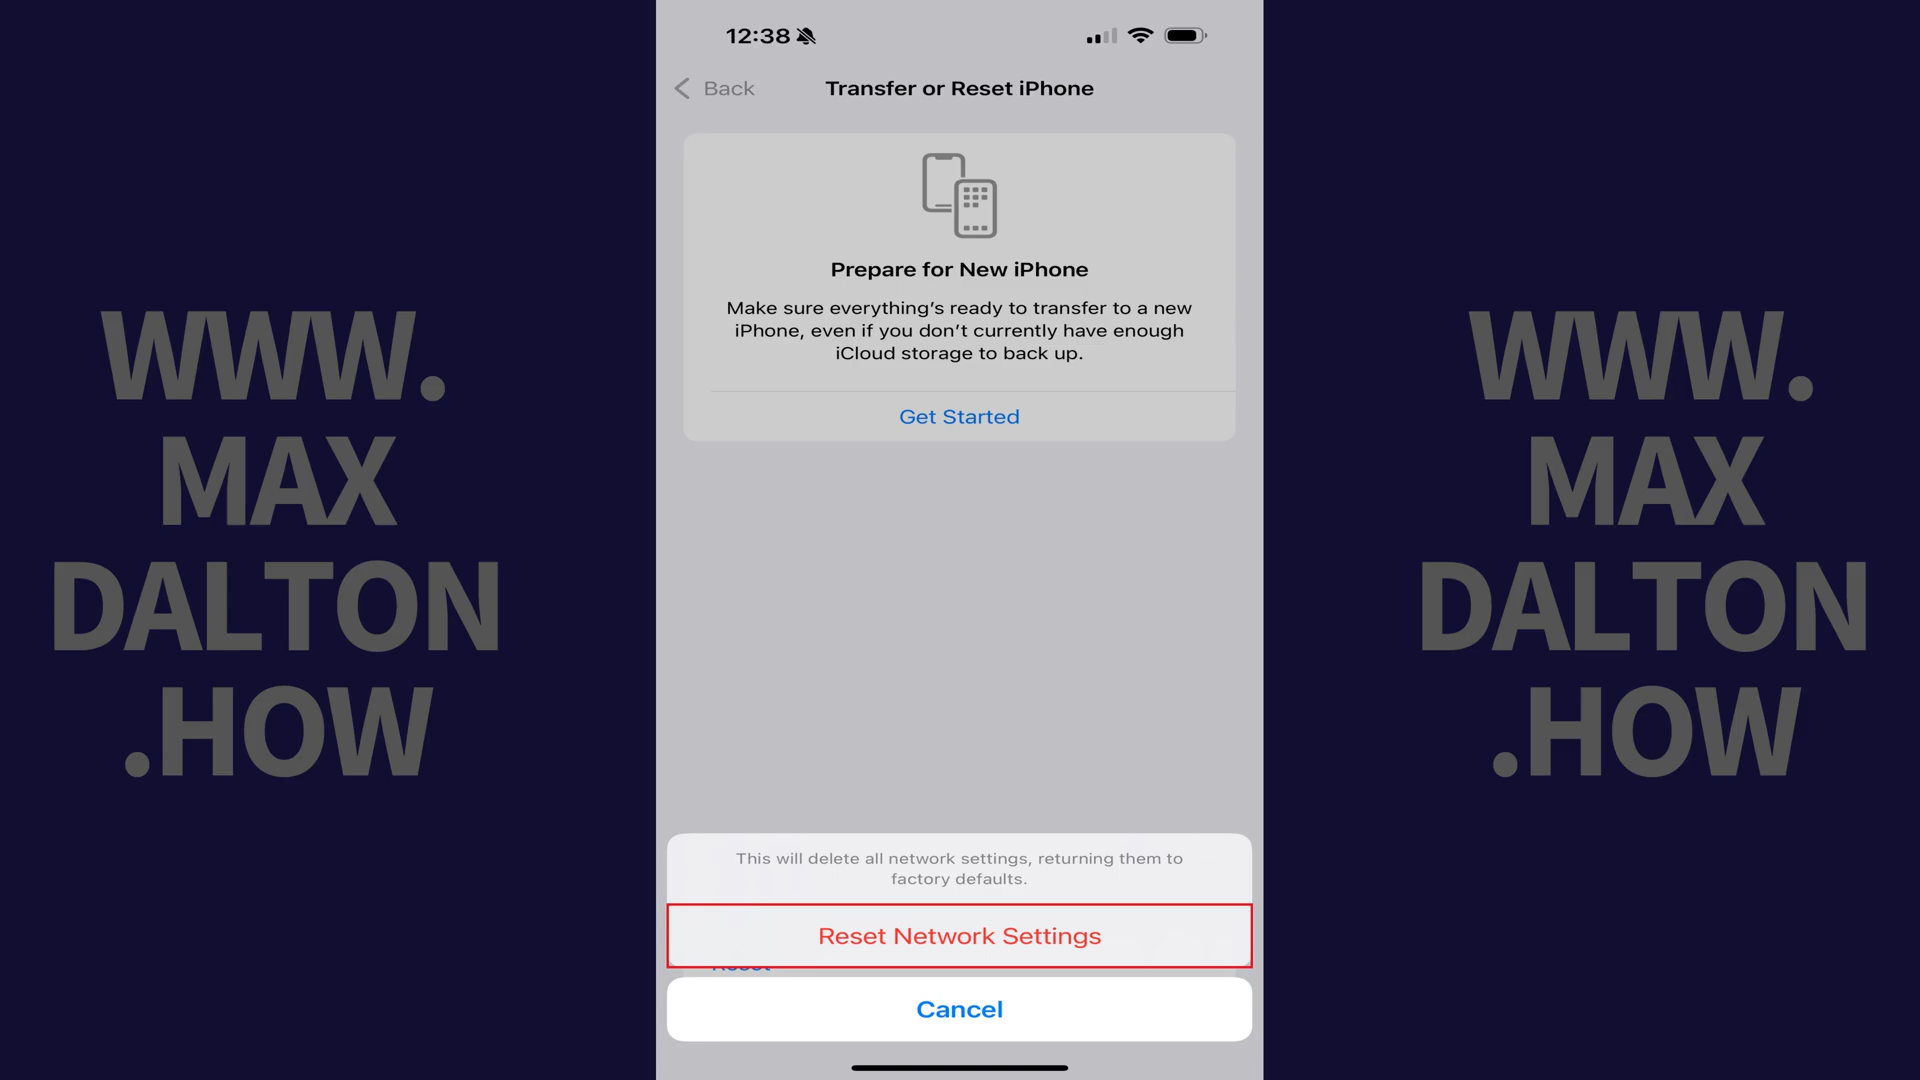 12:38
Back
Transfer or Reset iPhone
Prepare for New iPhone
Make sure everything's ready to transfer to a new
iPhone, even if you don't currently have enough
iCloud storage to back up.
Get Started
This will delete all network settings, returning them to
factory defaults.
Reset Network Settings
Reset
Cancel
WWW.
MAX
DALTON
.HOW
WWW.
MAX
DALTON
.HOW